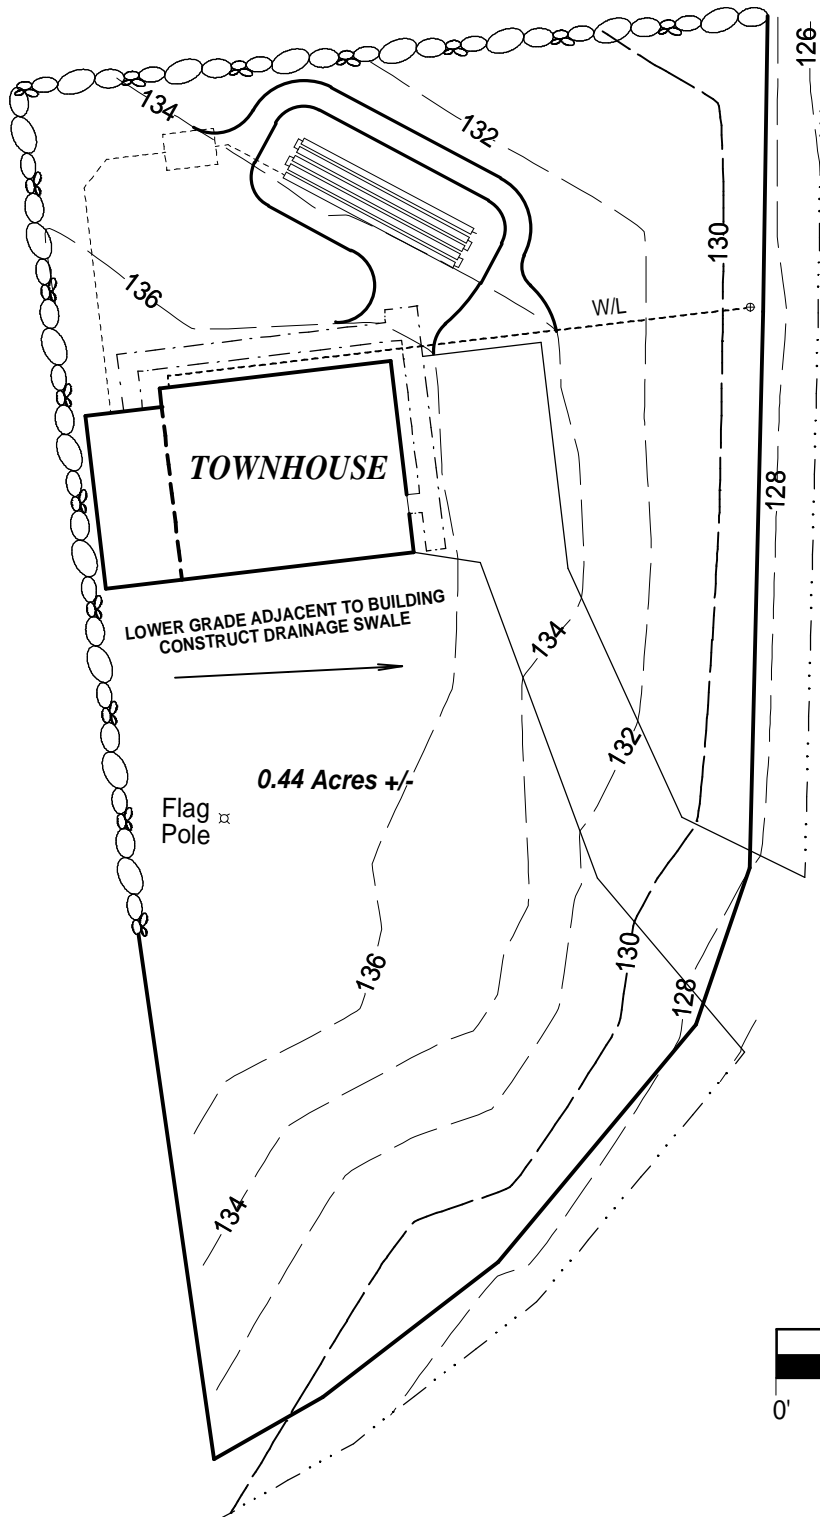 126
134
132
130
136
W/L
TOWNHOUSE
128
LOWER GRADE ADJACENT TO BUILDING
CONSTRUCT DRAINAGE SWALE
134
132
0.44 Acres +/-
Flag
Pole
130
136
128
134
0'